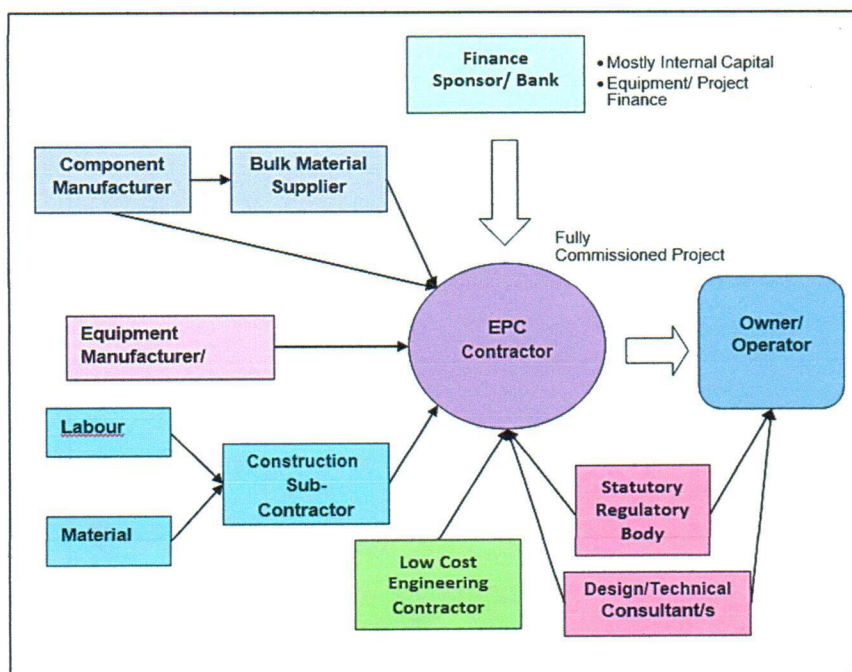 Finance
Sponsor/ Bank
• Mostly Internal Capital
• Equipment/ Project
Finance
Component
Manufacturer
Bulk Material
Supplier
Fully
Commissioned Project
EPC
Contractor
Owner/
Operator
Equipment
Manufacturer/
Labour
Construction
Sub-
Contractor
Material
Statutory
Regulatory
Body
Low Cost
Engineering
Contractor
Design/Technical
Consultant/s